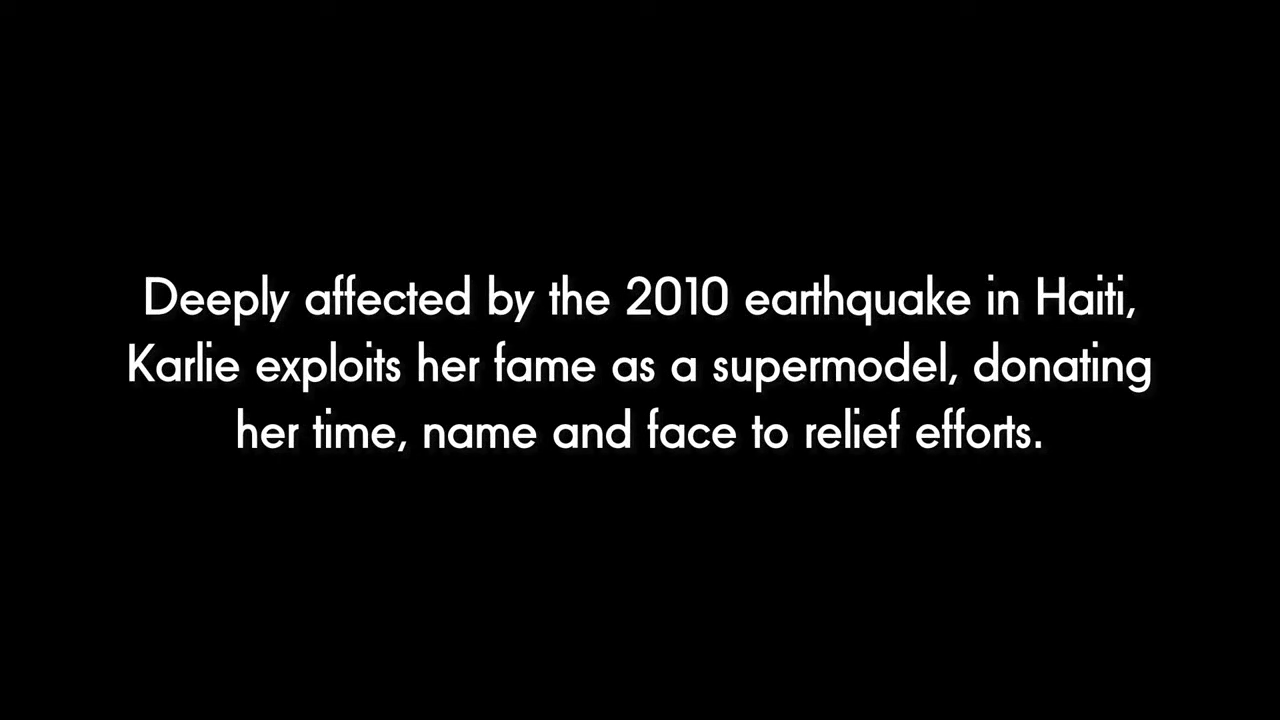 Deeply affected by the 2010 earthquake in Haiti,
Karlie exploits her fame as a supermodel, donating
her time, name and face to relief efforts.